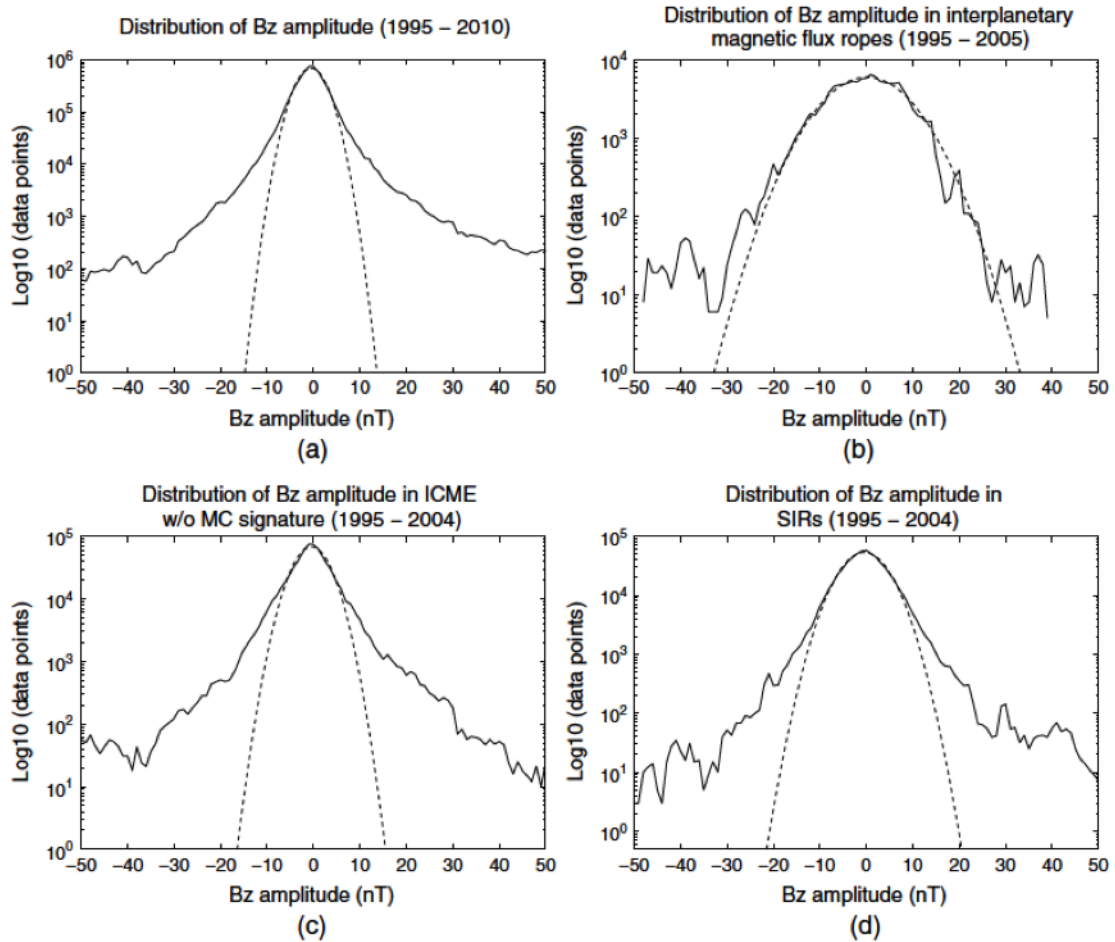 Distribution of Bz amplitude (1995 – 2010)
10^6
10^5
10^4
10^3
10^2
10^1
10^0
Log10 (data points)
−50 −40 −30 −20 −10 0 10 20 30 40 50
Bz amplitude (nT)
(a)
Distribution of Bz amplitude in interplanetary
magnetic flux ropes (1995 – 2005)
10^4
10^3
10^2
10^1
10^0
Log10 (data points)
−50 −40 −30 −20 −10 0 10 20 30 40 50
Bz amplitude (nT)
(b)
Distribution of Bz amplitude in ICME
w/o MC signature (1995 – 2004)
10^5
10^4
10^3
10^2
10^1
10^0
Log10 (data points)
−50 −40 −30 −20 −10 0 10 20 30 40 50
Bz amplitude (nT)
(c)
Distribution of Bz amplitude in
SIRs (1995 – 2004)
10^5
10^4
10^3
10^2
10^1
10^0
Log10 (data points)
−50 −40 −30 −20 −10 0 10 20 30 40 50
Bz amplitude (nT)
(d)